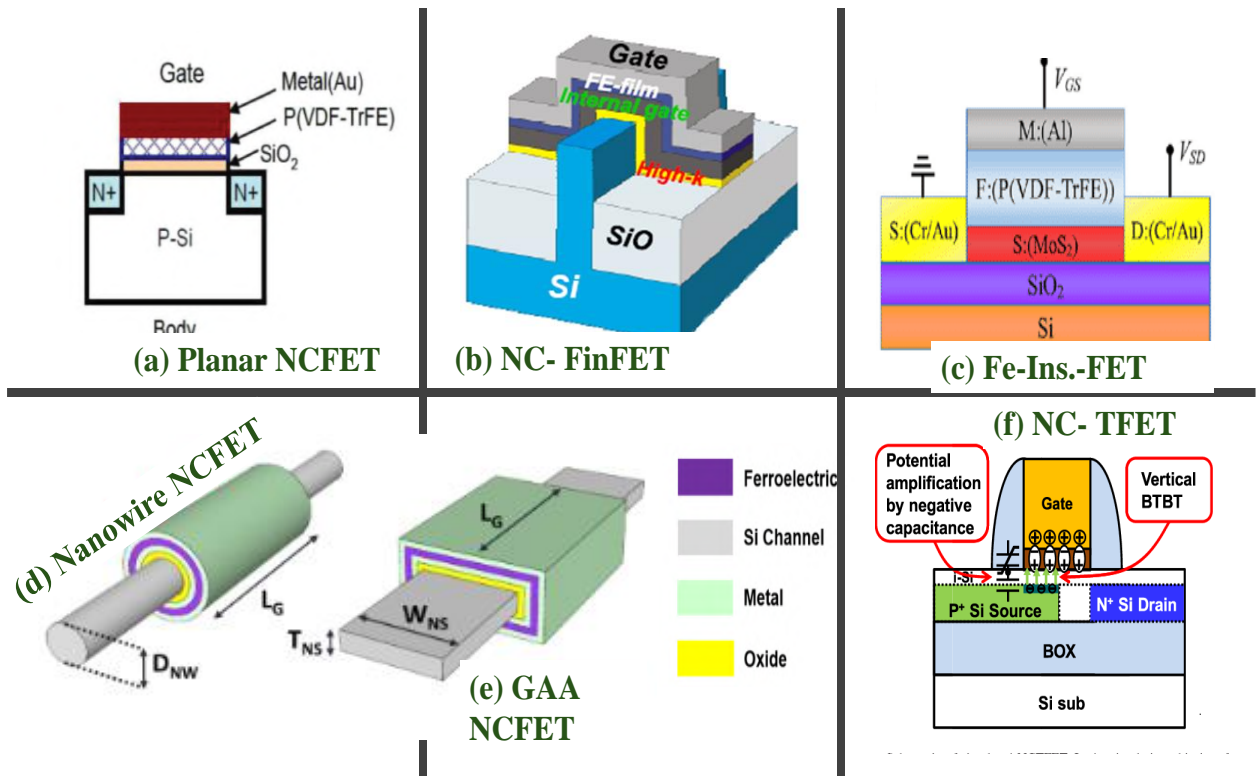 Gate
Metal(Au)
P(VDF-TrFE)
SiO2
N+
N+
P-Si
Body
(a) Planar NCFET
Gate
FE-film
Internal gate
High-k
SiO
Si
(b) NC- FinFET
VGS
M:(Al)
VSD
F:(P(VDF-TrFE))
S:(Cr/Au)
S:(MoS2)
D:(Cr/Au)
SiO2
Si
(c) Fe-Ins.-FET
(d) Nanowire NCFET
LG
DNW
LG
WNS
TNS
(e) GAA
NCFET
Ferroelectric
Si Channel
Metal
Oxide
(f) NC- TFET
Potential
amplification
by negative
capacitance
Gate
Vertical
BTBT
i-Si
P+ Si Source
N+ Si Drain
BOX
Si sub